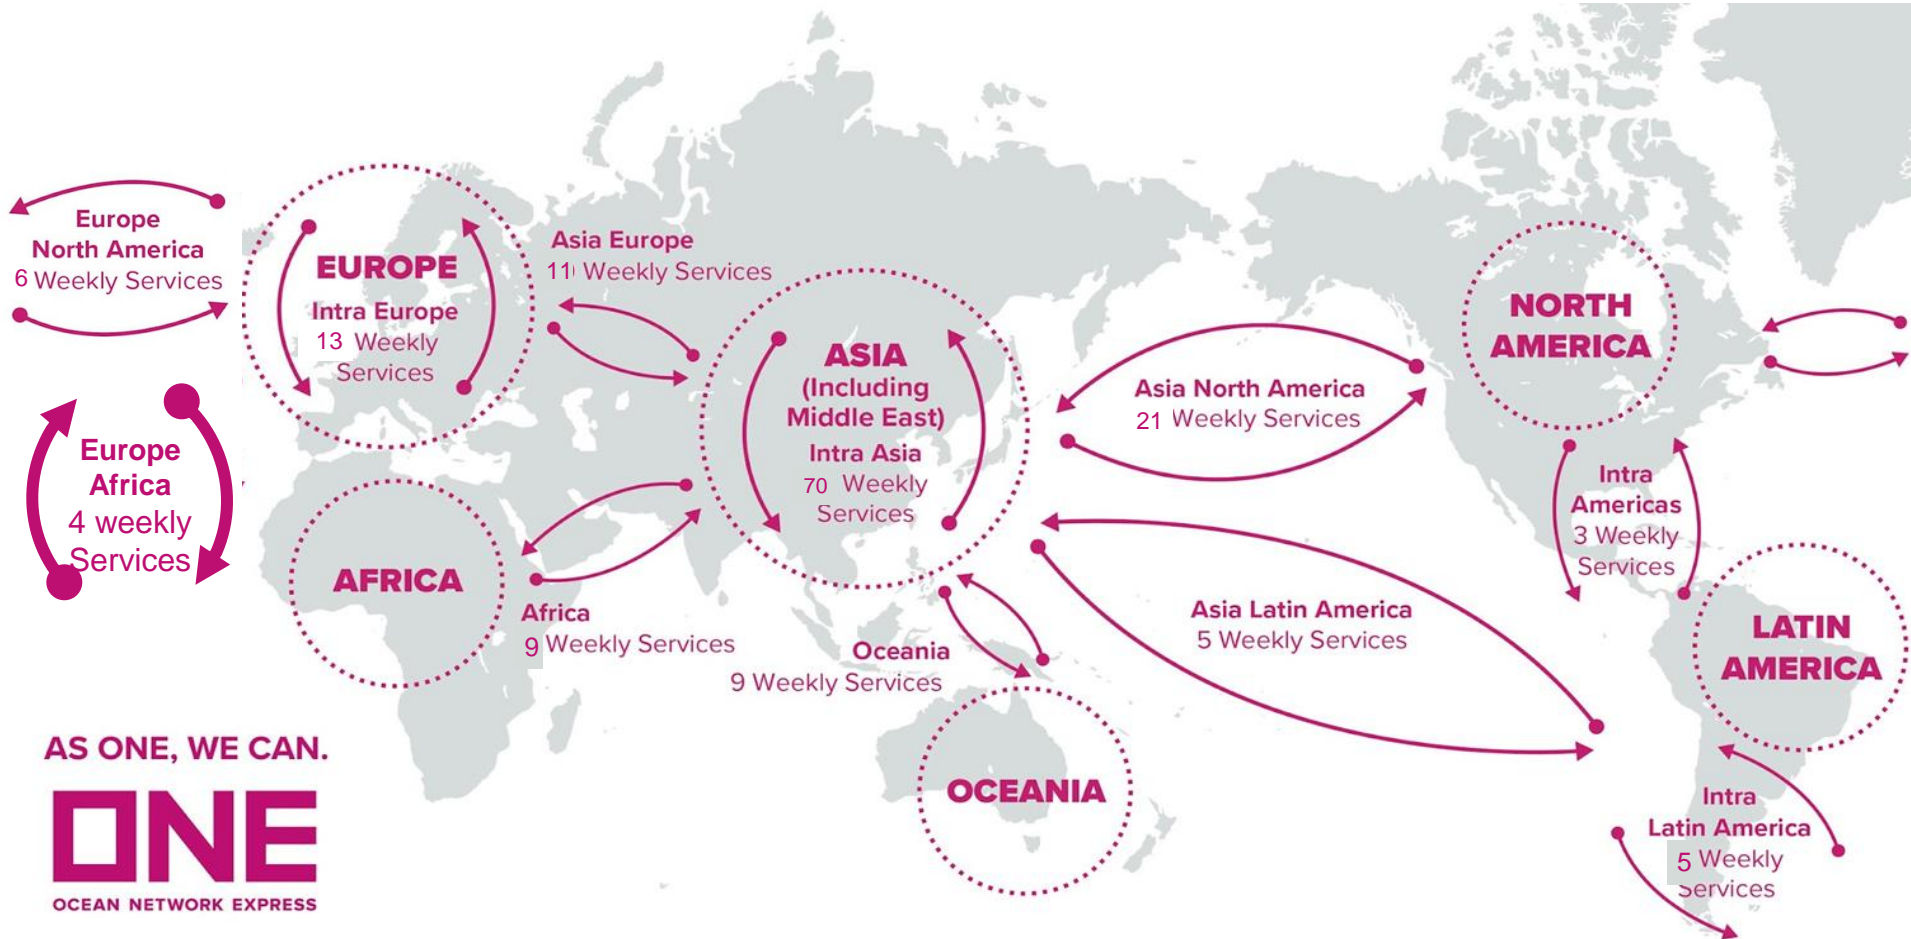 Europe
North America
6 Weekly Services
EUROPE
Intra Europe
13 Weekly
Services
Asia Europe
11 Weekly Services
ASIA
(Including
Middle East)
Intra Asia
70 Weekly
Services
Asia North America
21 Weekly Services
NORTH
AMERICA
Europe
Africa
4 weekly
Services
Intra
Americas
3 Weekly
Services
AFRICA
Africa
9 Weekly Services
Oceania
9 Weekly Services
Asia Latin America
5 Weekly Services
LATIN
AMERICA
OCEANIA
Intra
Latin America
5 Weekly
Services
AS ONE, WE CAN.
ONE
OCEAN NETWORK EXPRESS